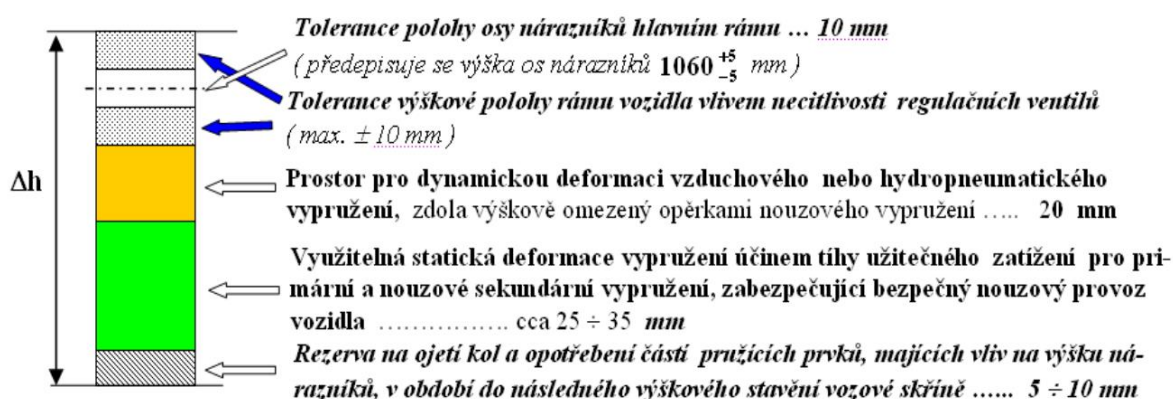 Tolerance polohy osy nárazníků hlavním rámu ... 10 mm
( předepisuje se výška os nárazníků 1060 +5 −5 mm )
Tolerance výškové polohy rámu vozidla vlivem necitlivosti regulačních ventilů
( max. ± 10 mm )
Δh
Prostor pro dynamickou deformaci vzduchového nebo hydropneumatického
vypružení, zdola výškově omezený opěrkami nouzového vypružení ..... 20 mm
Využitelná statická deformace vypružení účinem tíhy užitečného zatížení pro pri-
mární a nouzové sekundární vypružení, zabezpečující bezpečný nouzový provoz
vozidla ................ cca 25 ÷ 35 mm
Rezerva na ojetí kol a opotřebení částí pružících prvků, majících vliv na výšku ná-
razníků, v období do následného výškového stavění vozové skříně ...... 5 ÷ 10 mm